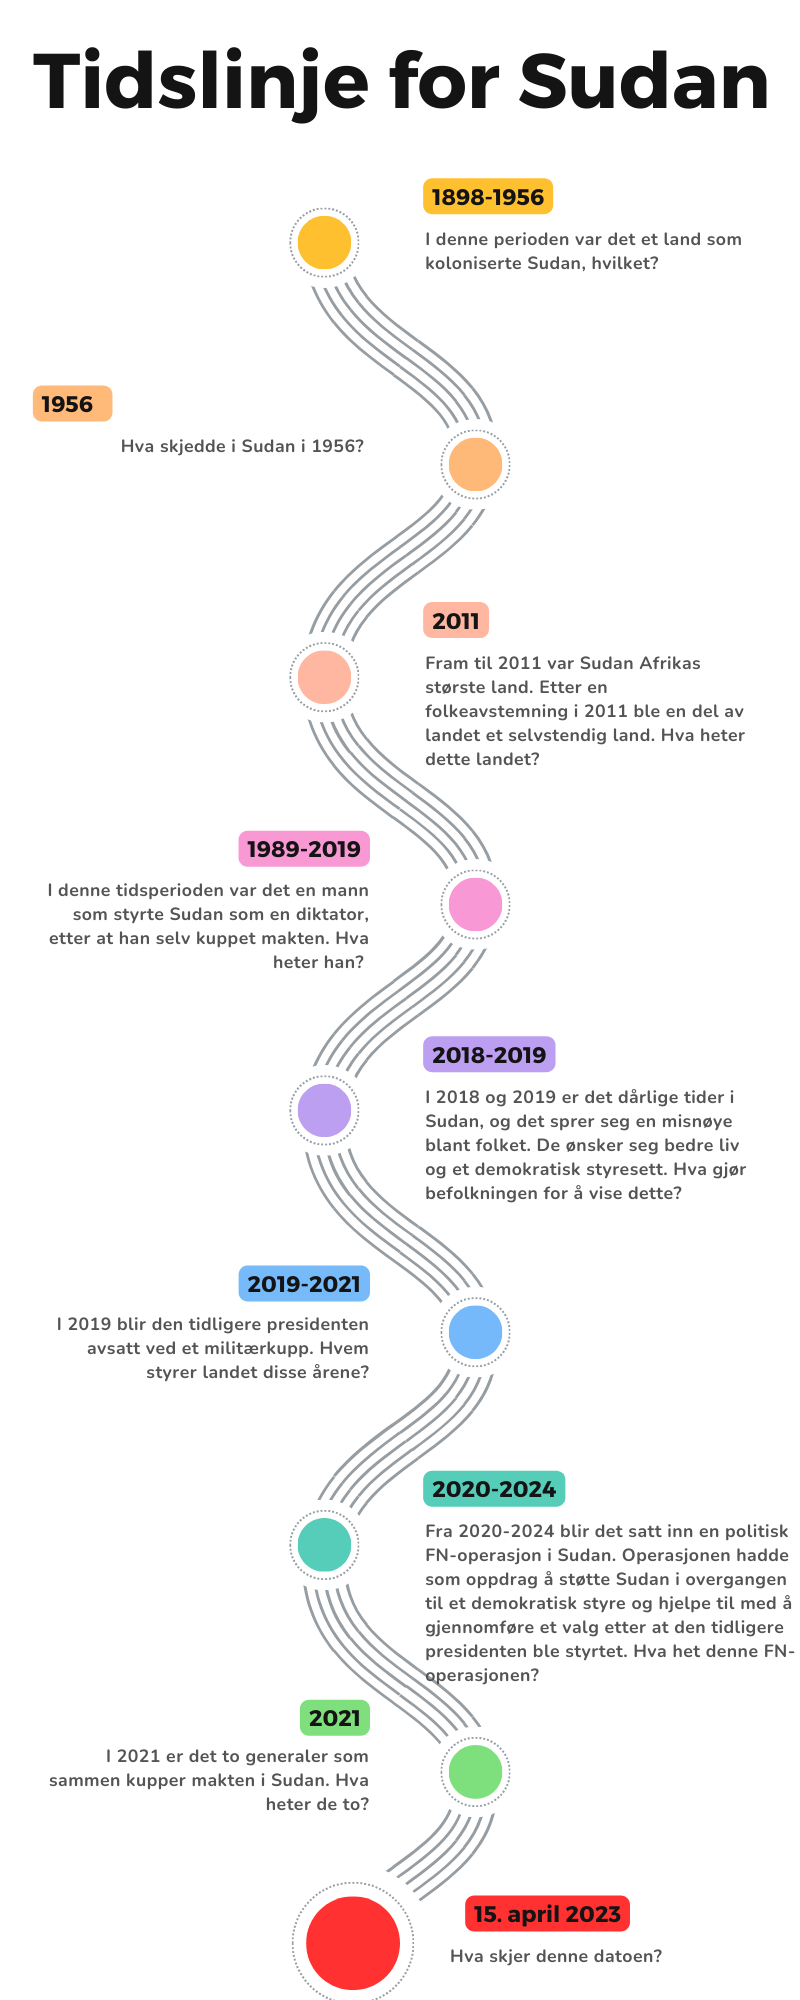 Tidslinje for Sudan
1898-1956
I denne perioden var det et land som
koloniserte Sudan, hvilket?
1956
Hva skjedde i Sudan i 1956?
2011
Fram til 2011 var Sudan Afrikas
største land. Etter en
folkeavstemning i 2011 ble en del av
landet et selvstendig land. Hva heter
dette landet?
1989-2019
I denne tidsperioden var det en mann
som styrte Sudan som en diktator,
etter at han selv kuppet makten. Hva
heter han?
2018-2019
I 2018 og 2019 er det dårlige tider i
Sudan, og det sprer seg en misnøye
blant folket. De ønsker seg bedre liv
og et demokratisk styresett. Hva gjør
befolkningen for å vise dette?
2019-2021
I 2019 blir den tidligere presidenten
avsatt ved et militærkupp. Hvem
styrer landet disse årene?
2020-2024
Fra 2020-2024 blir det satt inn en politisk
FN-operasjon i Sudan. Operasjonen hadde
som oppdrag å støtte Sudan i overgangen
til et demokratisk styre og hjelpe til med å
gjennomføre et valg etter at den tidligere
presidenten ble styrtet. Hva het denne FN-
operasjonen?
2021
I 2021 er det to generaler som
sammen kupper makten i Sudan. Hva
heter de to?
15. april 2023
Hva skjer denne datoen?